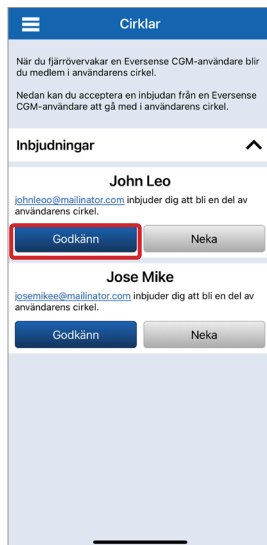 Cirklar
När du fjärrövervakar en Eversense CGM-användare blir
du medlem i användarens cirkel.
Nedan kan du acceptera en inbjudan från en Eversense
CGM-användare att gå med i användarens cirkel.
Inbjudningar
John Leo
johnleoo@mailinator.com inbjuder dig att bli en del av
användarens cirkel.
Godkänn Neka
Jose Mike
josemikee@mailinator.com inbjuder dig att bli en del av
användarens cirkel.
Godkänn Neka